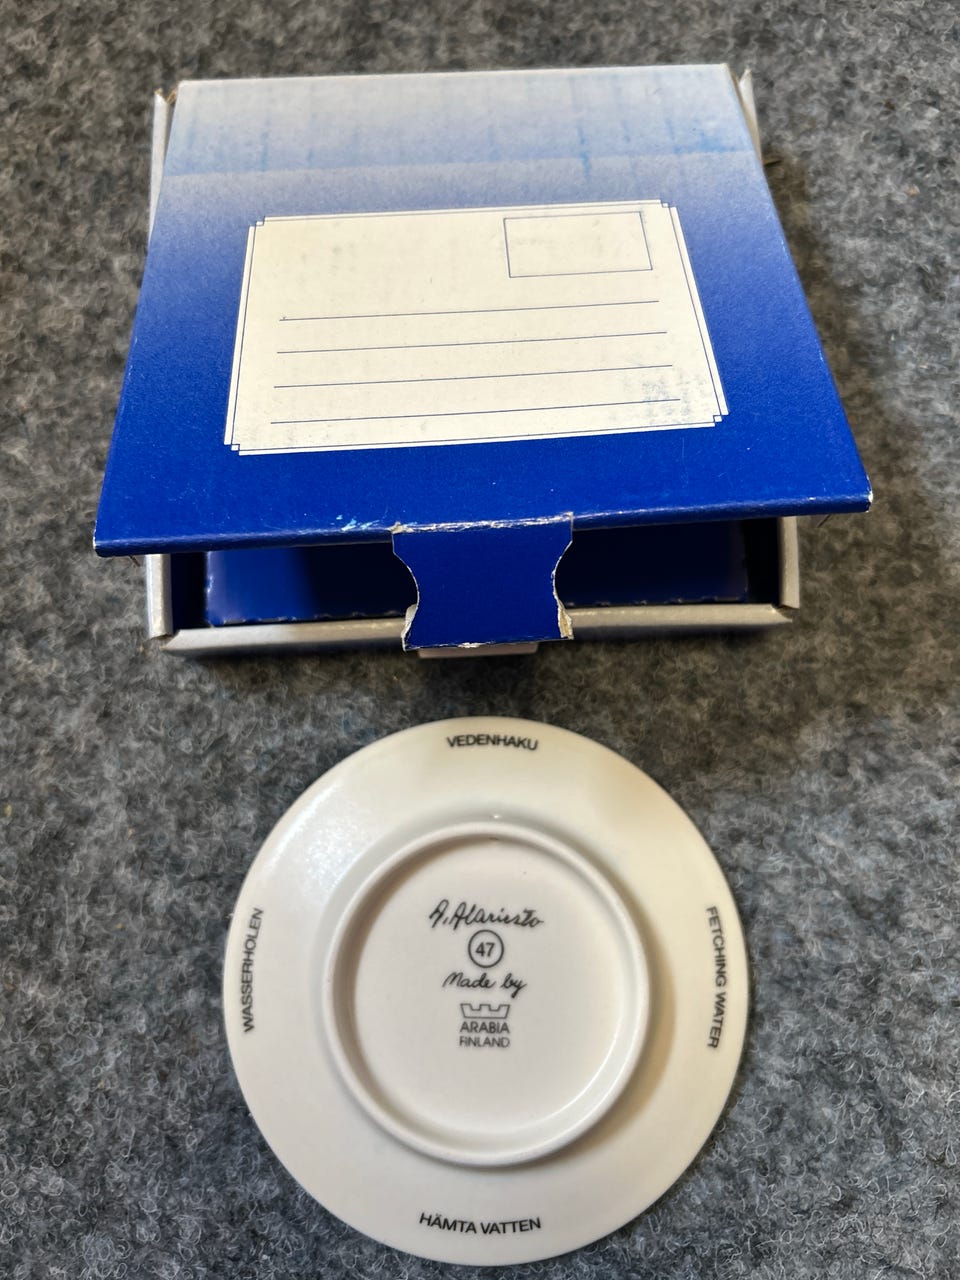 VEDENHAKU
WASSERHOLEN
FETCHING WATER
A. Alariesto
47
Made by
ARABIA
FINLAND
HÄMTA VATTEN